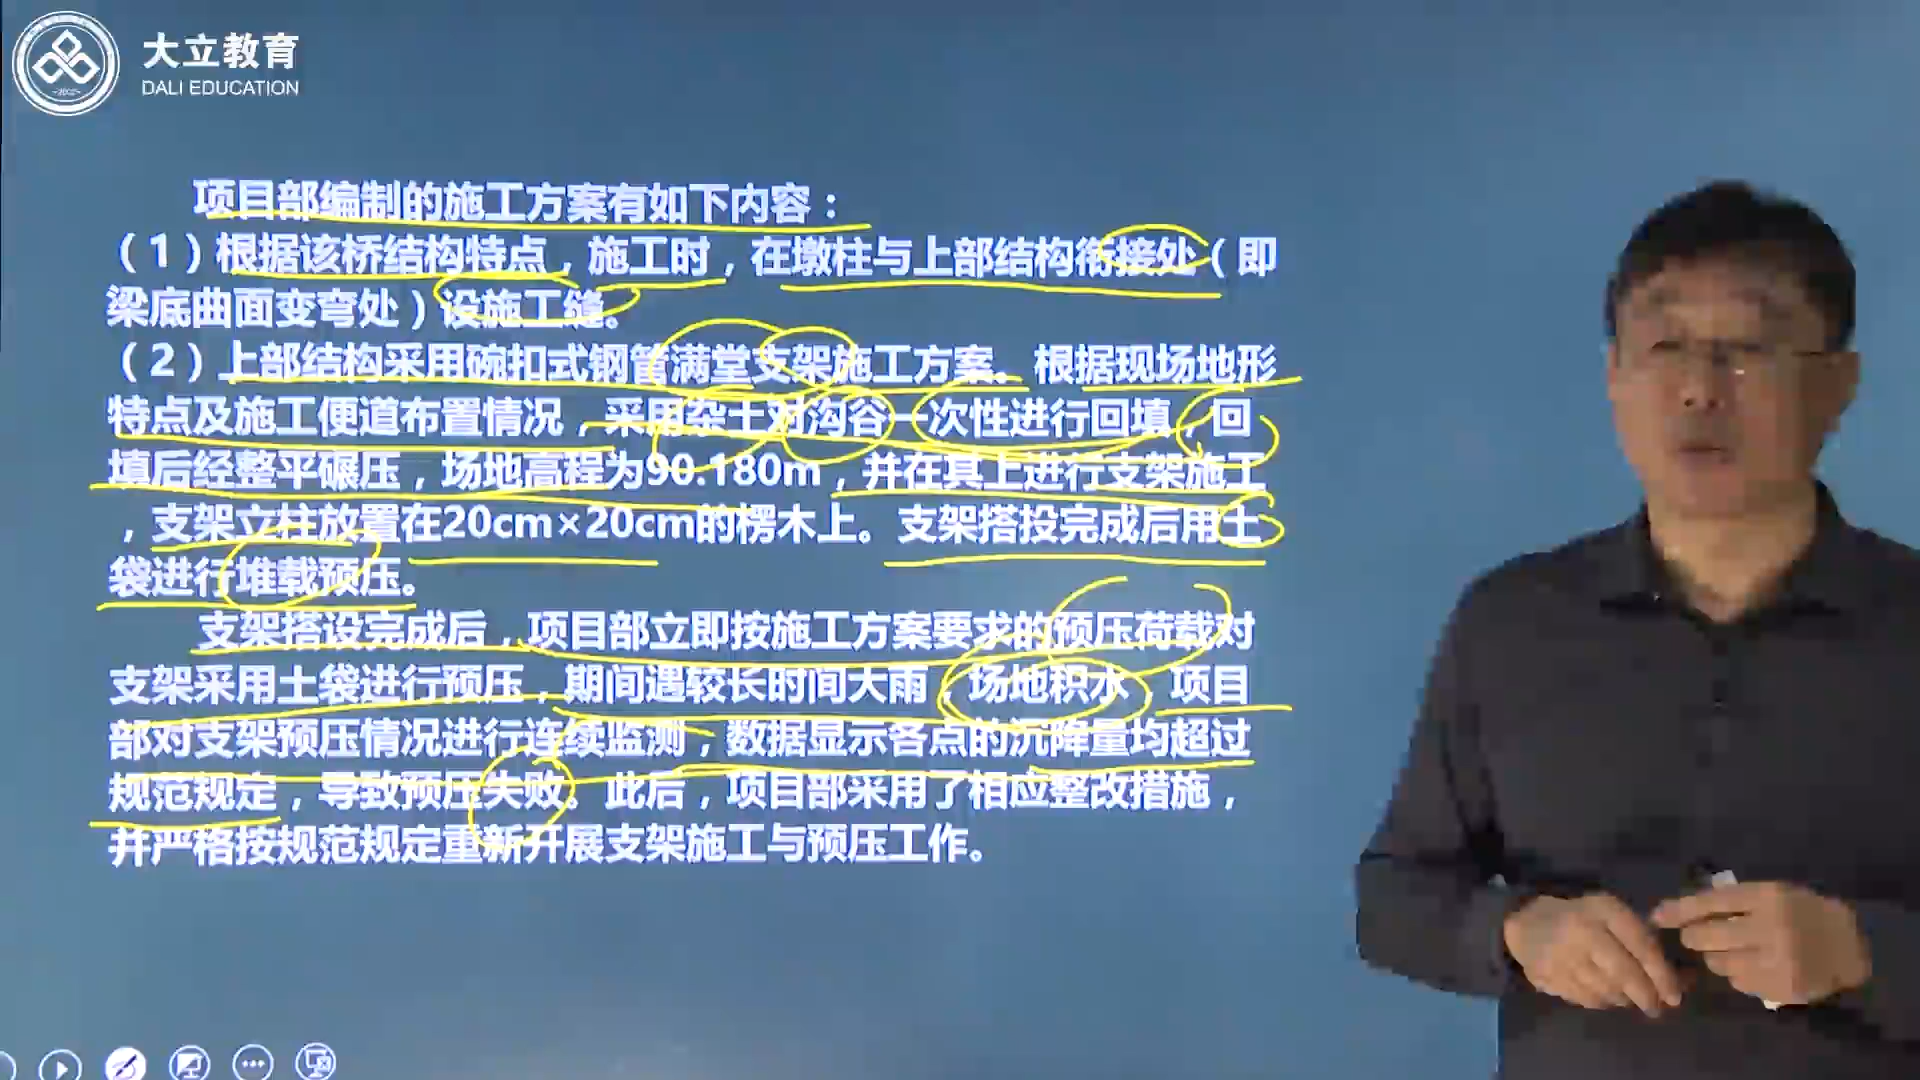 大立教育
DALI EDUCATION
项目部编制的施工方案有如下内容：
（1）根据该桥结构特点，施工时，在墩柱与上部结构衔接处（即
梁底曲面变弯处）设施工缝。
（2）上部结构采用碗扣式钢管满堂支架施工方案。根据现场地形
特点及施工便道布置情况，采用杂土对沟谷一次性进行回填，回
填后经整平碾压，场地高程为90.180m，并在其上进行支架施工
，支架立柱放置在20cm×20cm的楞木上。支架搭投完成后用土
袋进行堆载预压。
支架搭设完成后，项目部立即按施工方案要求的预压荷载对
支架采用土袋进行预压，期间遇较长时间大雨，场地积水，项目
部对支架预压情况进行连续监测，数据显示各点的沉降量均超过
规范规定，导致预压失败。此后，项目部采用了相应整改措施，
并严格按规范规定重新开展支架施工与预压工作。